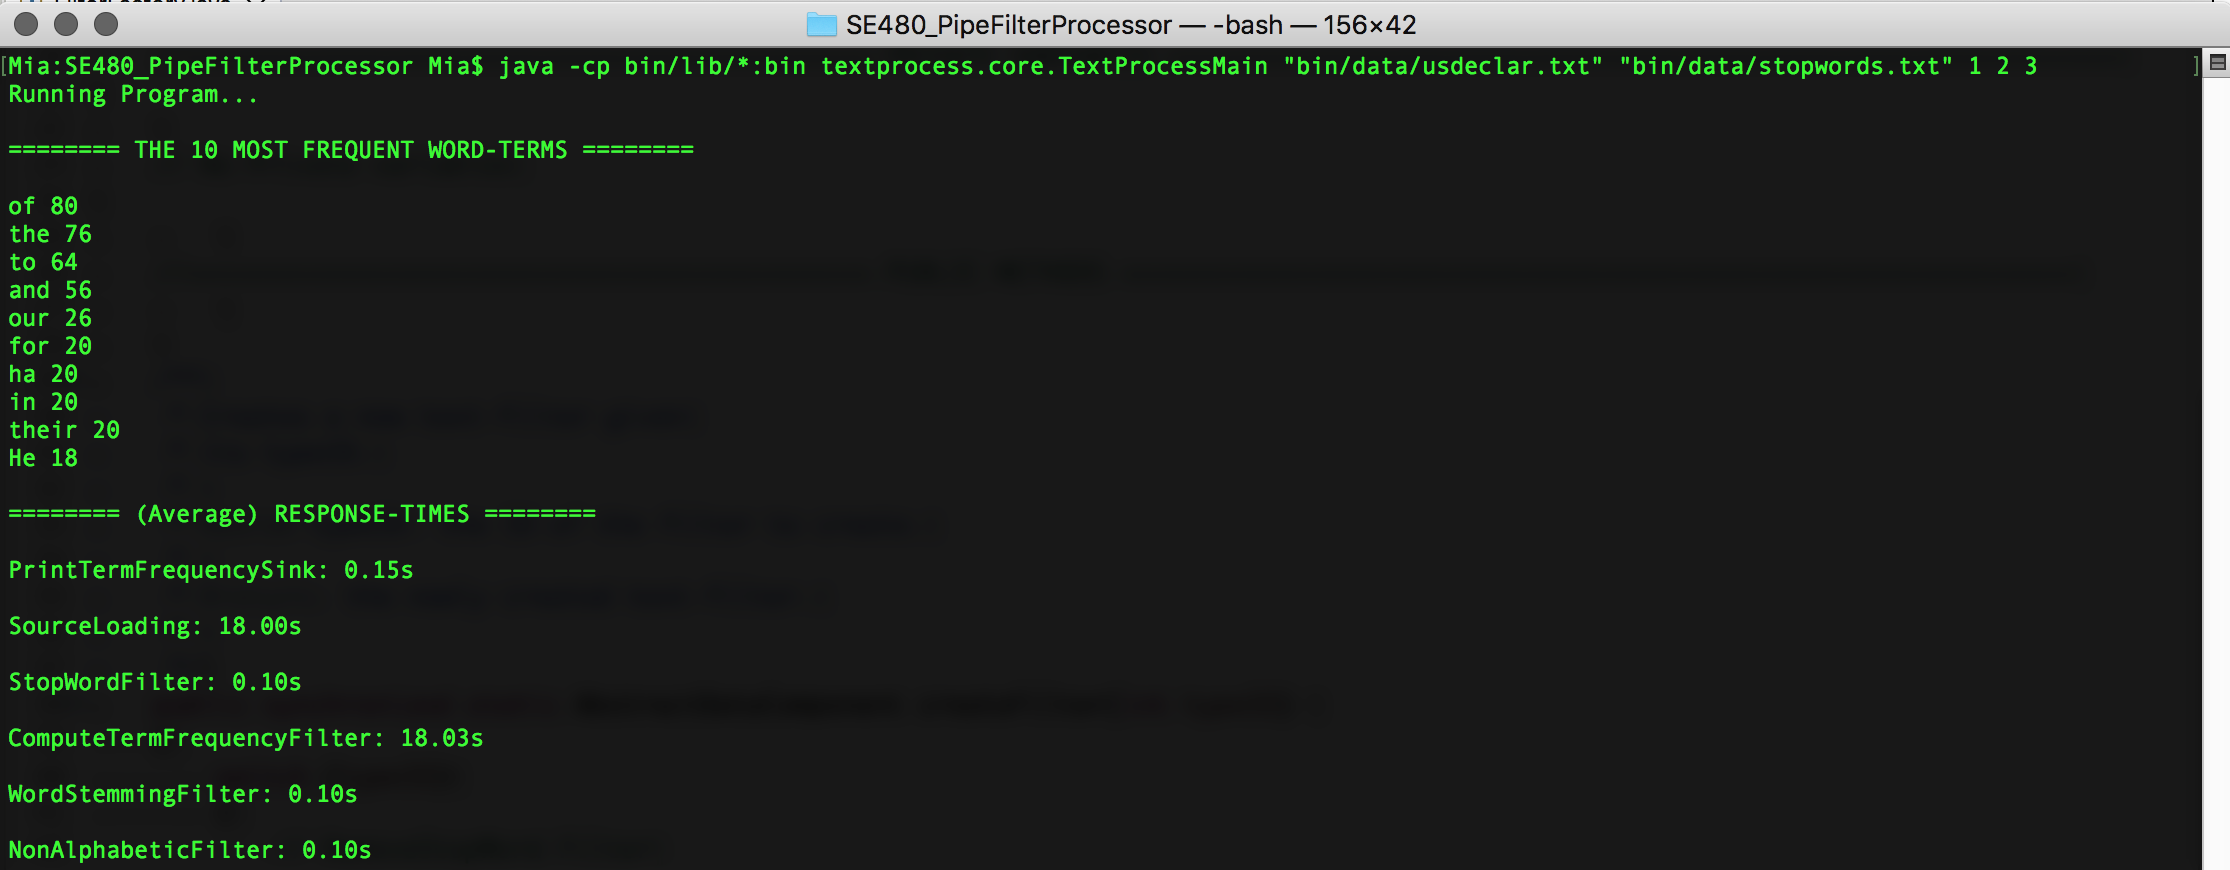 SE480_PipeFilterProcessor — -bash — 156×42
[Mia:SE480_PipeFilterProcessor Mia$ java -cp bin/lib/*:bin textprocess.core.TextProcessMain "bin/data/usdeclar.txt" "bin/data/stopwords.txt" 1 2 3 ]
Running Program...
======== THE 10 MOST FREQUENT WORD-TERMS ========
of 80
the 76
to 64
and 56
our 26
for 20
ha 20
in 20
their 20
He 18
======== (Average) RESPONSE-TIMES ========
PrintTermFrequencySink: 0.15s
SourceLoading: 18.00s
StopWordFilter: 0.10s
ComputeTermFrequencyFilter: 18.03s
WordStemmingFilter: 0.10s
NonAlphabeticFilter: 0.10s